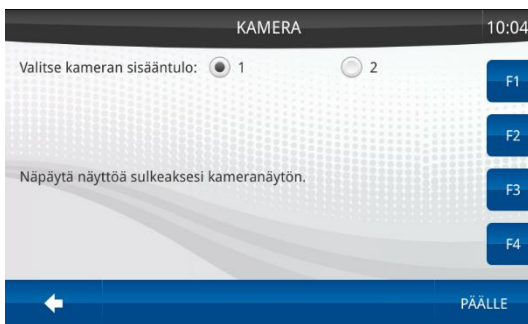 KAMERA 10:04
Valitse kameran sisääntulo: 1 2
F1
F2
Näpäytä näyttöä sulkeaksesi kameranäytön.
F3
F4
PÄÄLLE